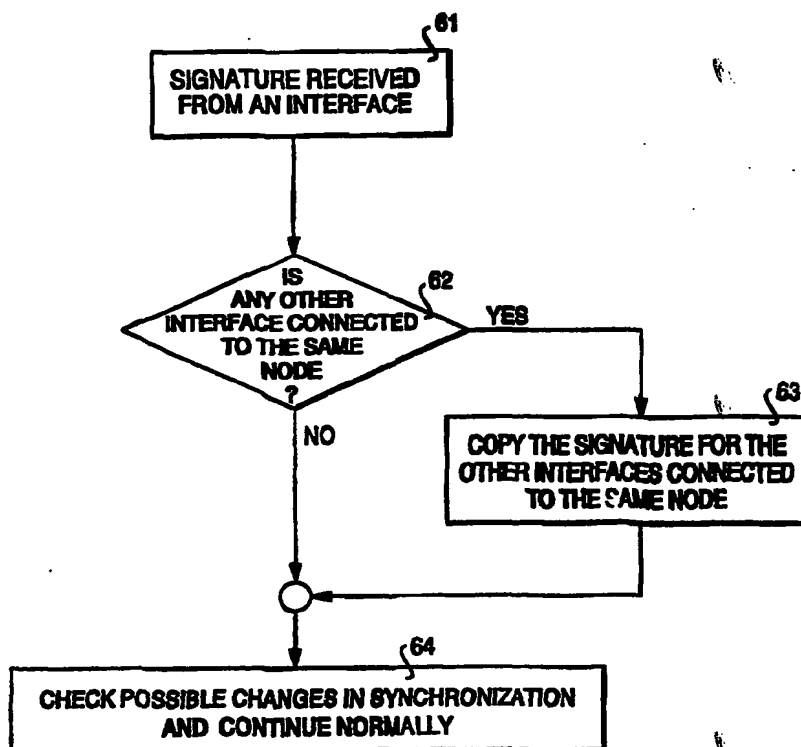 61
SIGNATURE RECEIVED
FROM AN INTERFACE
IS
ANY OTHER
INTERFACE CONNECTED
TO THE SAME
NODE
?
62
YES
NO
63
COPY THE SIGNATURE FOR THE
OTHER INTERFACES CONNECTED
TO THE SAME NODE
64
CHECK POSSIBLE CHANGES IN SYNCHRONIZATION
AND CONTINUE NORMALLY